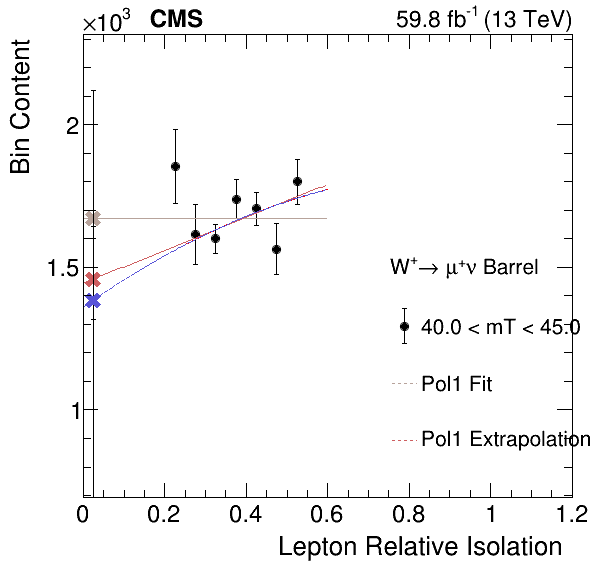 ×10³ CMS 59.8 fb⁻¹ (13 TeV)
Bin Content
2
1.5
1
W⁺→ μ⁺ν Barrel
40.0 < mT < 45.0
Pol1 Fit
Pol1 Extrapolation
0 0.2 0.4 0.6 0.8 1 1.2
Lepton Relative Isolation